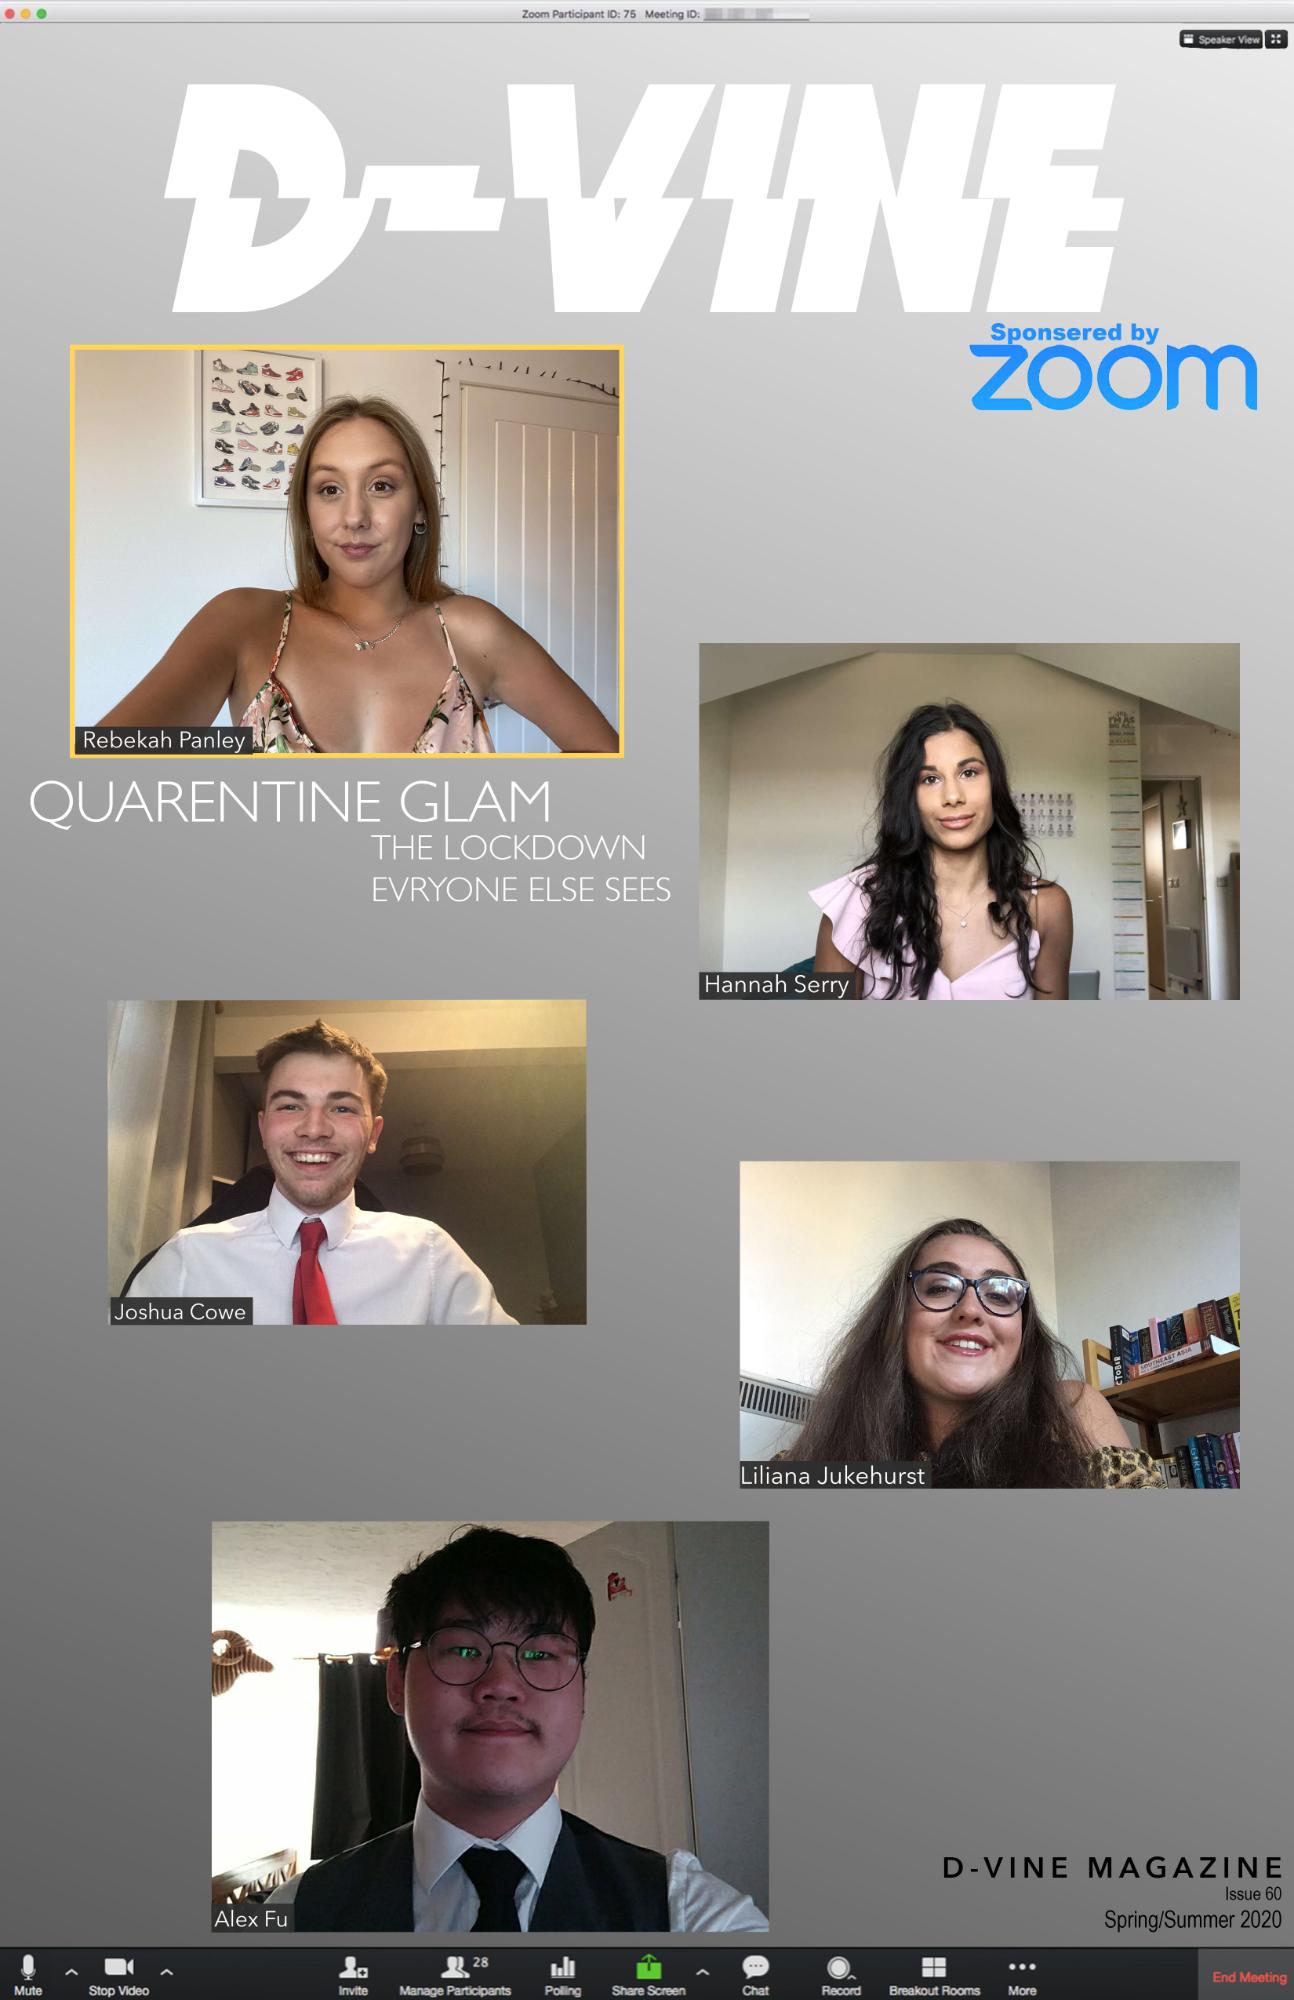 Zoom Participant ID: 75 Meeting ID:
Speaker View
D-VINE
Sponsered by
zoom
Rebekah Panley
QUARENTINE GLAM
THE LOCKDOWN
EVRYONE ELSE SEES
Hannah Serry
Joshua Cowe
SOUTHEAST ASIA
Liliana Jukehurst
Alex Fu
D-VINE MAGAZINE
Issue 60
Spring/Summer 2020
28
Mute Stop Video Invite Manage Participants Polling Share Screen Chat Record Breakout Rooms More End Meeting